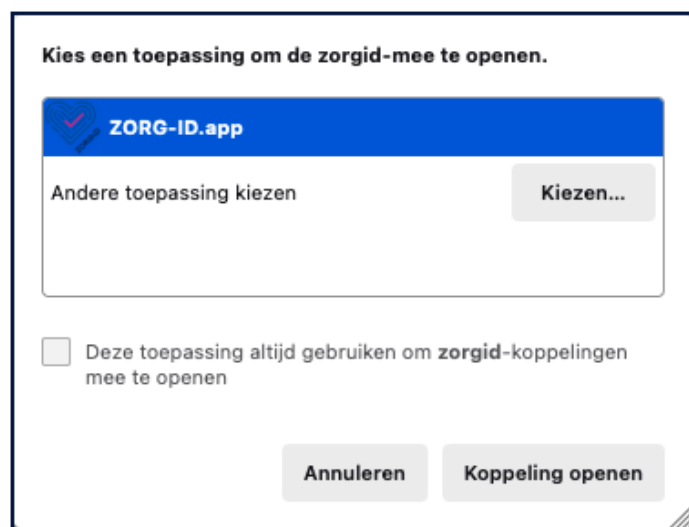 Kies een toepassing om de zorgid-mee te openen.
ZORG-ID.app
Andere toepassing kiezen
Kiezen...
Deze toepassing altijd gebruiken om zorgid-koppelingen
mee te openen
Annuleren
Koppeling openen